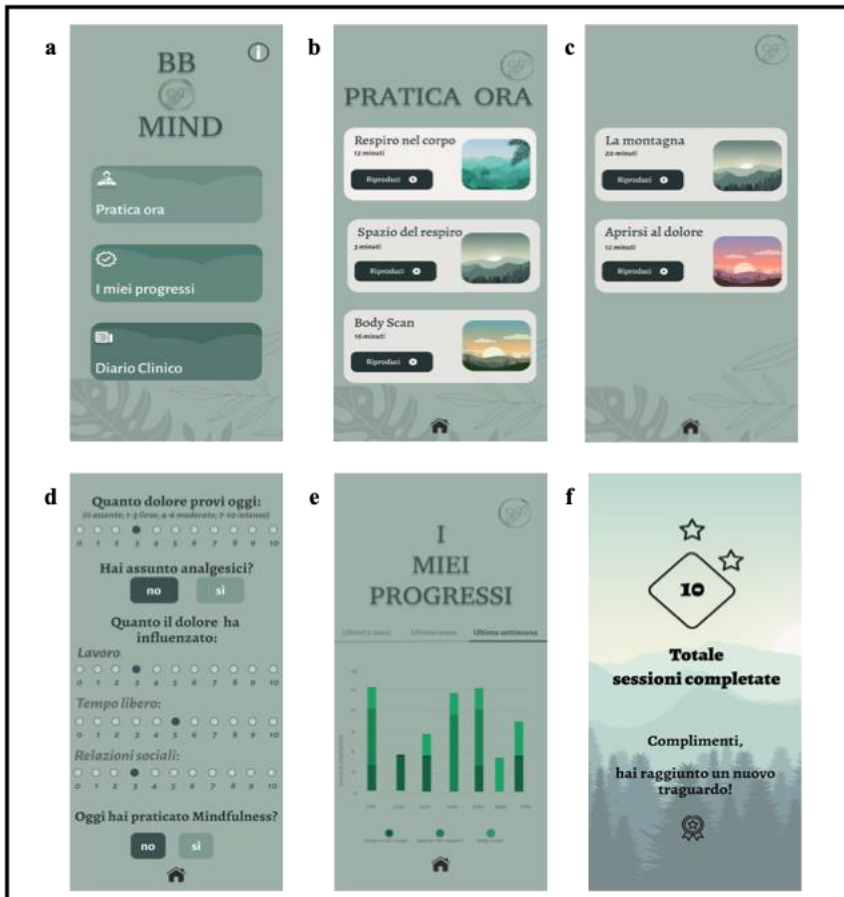 a
BB
MIND
Pratica ora
I miei progressi
Diario Clinico
b
PRATICA ORA
Respiro nel corpo
12 minuti
Riproduci
Spazio del respiro
3 minuti
Riproduci
Body Scan
16 minuti
Riproduci
c
La montagna
20 minuti
Riproduci
Aprirsi al dolore
12 minuti
Riproduci
d
Quanto dolore provi oggi:
(0 assente; 1-3 lieve; 4-6 moderato; 7-10 intenso)
0 1 2 3 4 5 6 7 8 9 10
Hai assunto analgesici?
no sì
Quanto il dolore ha
influenzato:
Lavoro.
0 1 2 3 4 5 6 7 8 9 10
Tempo libero:
0 1 2 3 4 5 6 7 8 9 10
Relazioni sociali:
0 1 2 3 4 5 6 7 8 9 10
Oggi hai praticato Mindfulness?
no sì
e
I
MIEI
PROGRESSI
Ultimo mese Ultima settimana
f
10
Totale
sessioni completate
Complimenti,
hai raggiunto un nuovo
traguardo!